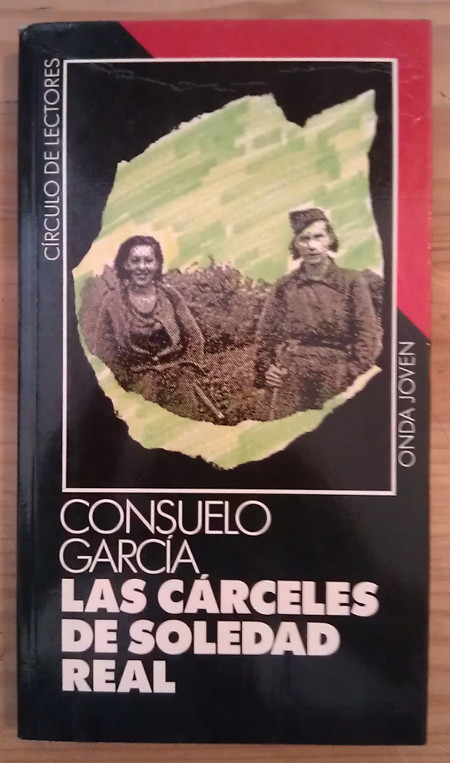 CÍRCULO DE LECTORES
ONDA JOVEN
CONSUELO
GARCÍA
LAS CÁRCELES
DE SOLEDAD
REAL